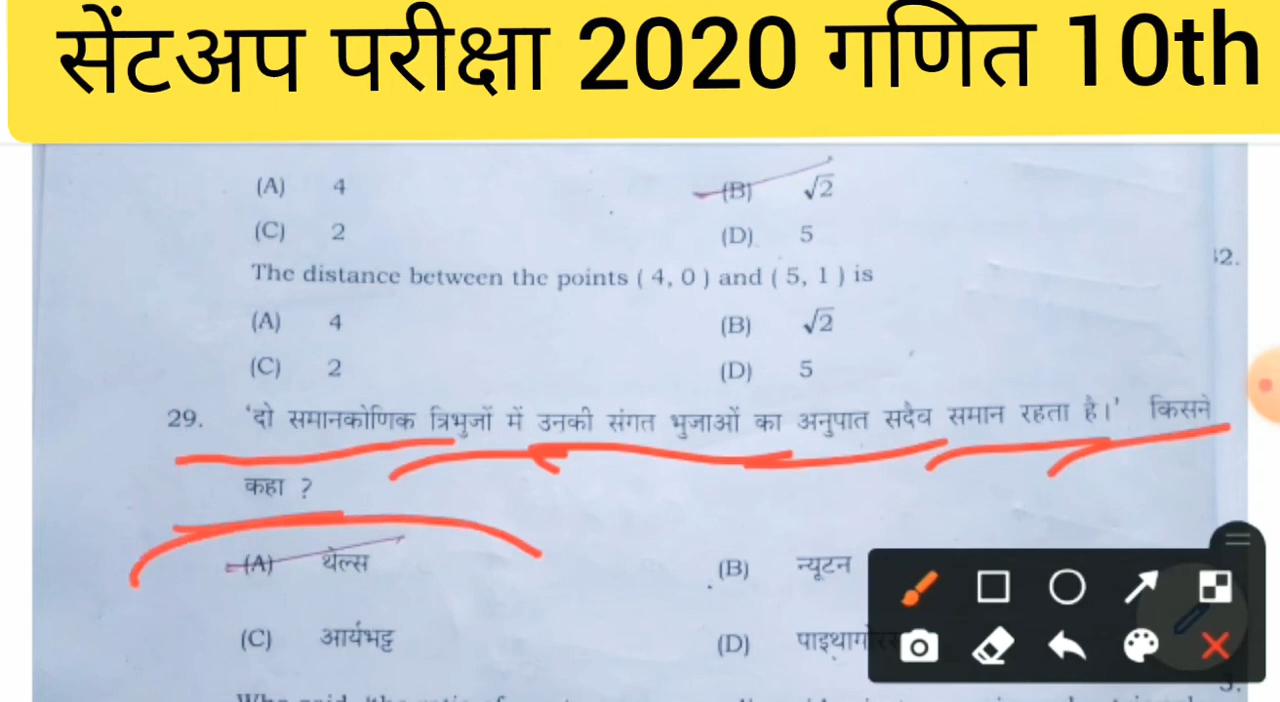 सेंटअप परीक्षा 2020 गणित 10th
(A) 4 (B) √2
(C) 2 (D) 5
32.
The distance between the points ( 4, 0 ) and ( 5, 1 ) is
(A) 4 (B) √2
(C) 2 (D) 5
29. 'दो समानकोणिक त्रिभुजों में उनकी संगत भुजाओं का अनुपात सदैव समान रहता है।' किसने
कहा ?
(A) थेल्स (B) न्यूटन
(C) आर्यभट्ट (D)